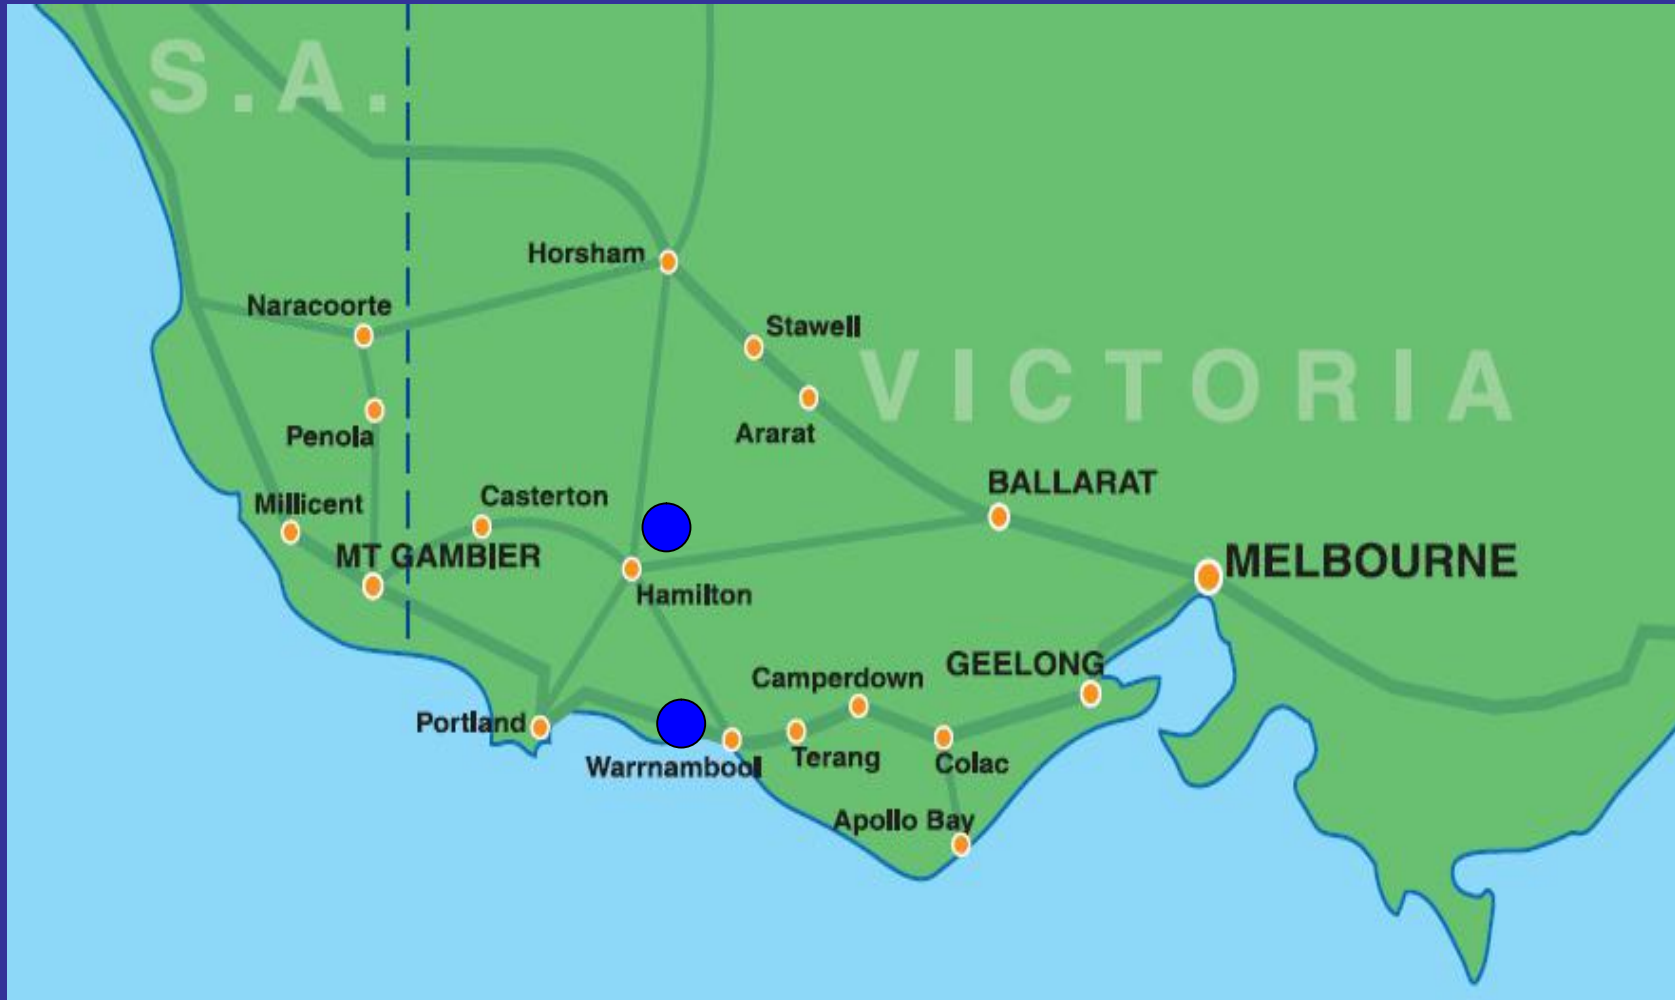 S.A.
Horsham
Naracoorte
Stawell
VICTORIA
Penola
Ararat
BALLARAT
Millicent
Casterton
MT GAMBIER
MELBOURNE
Hamilton
GEELONG
Camperdown
Portland
Warrnambool
Terang
Colac
Apollo Bay